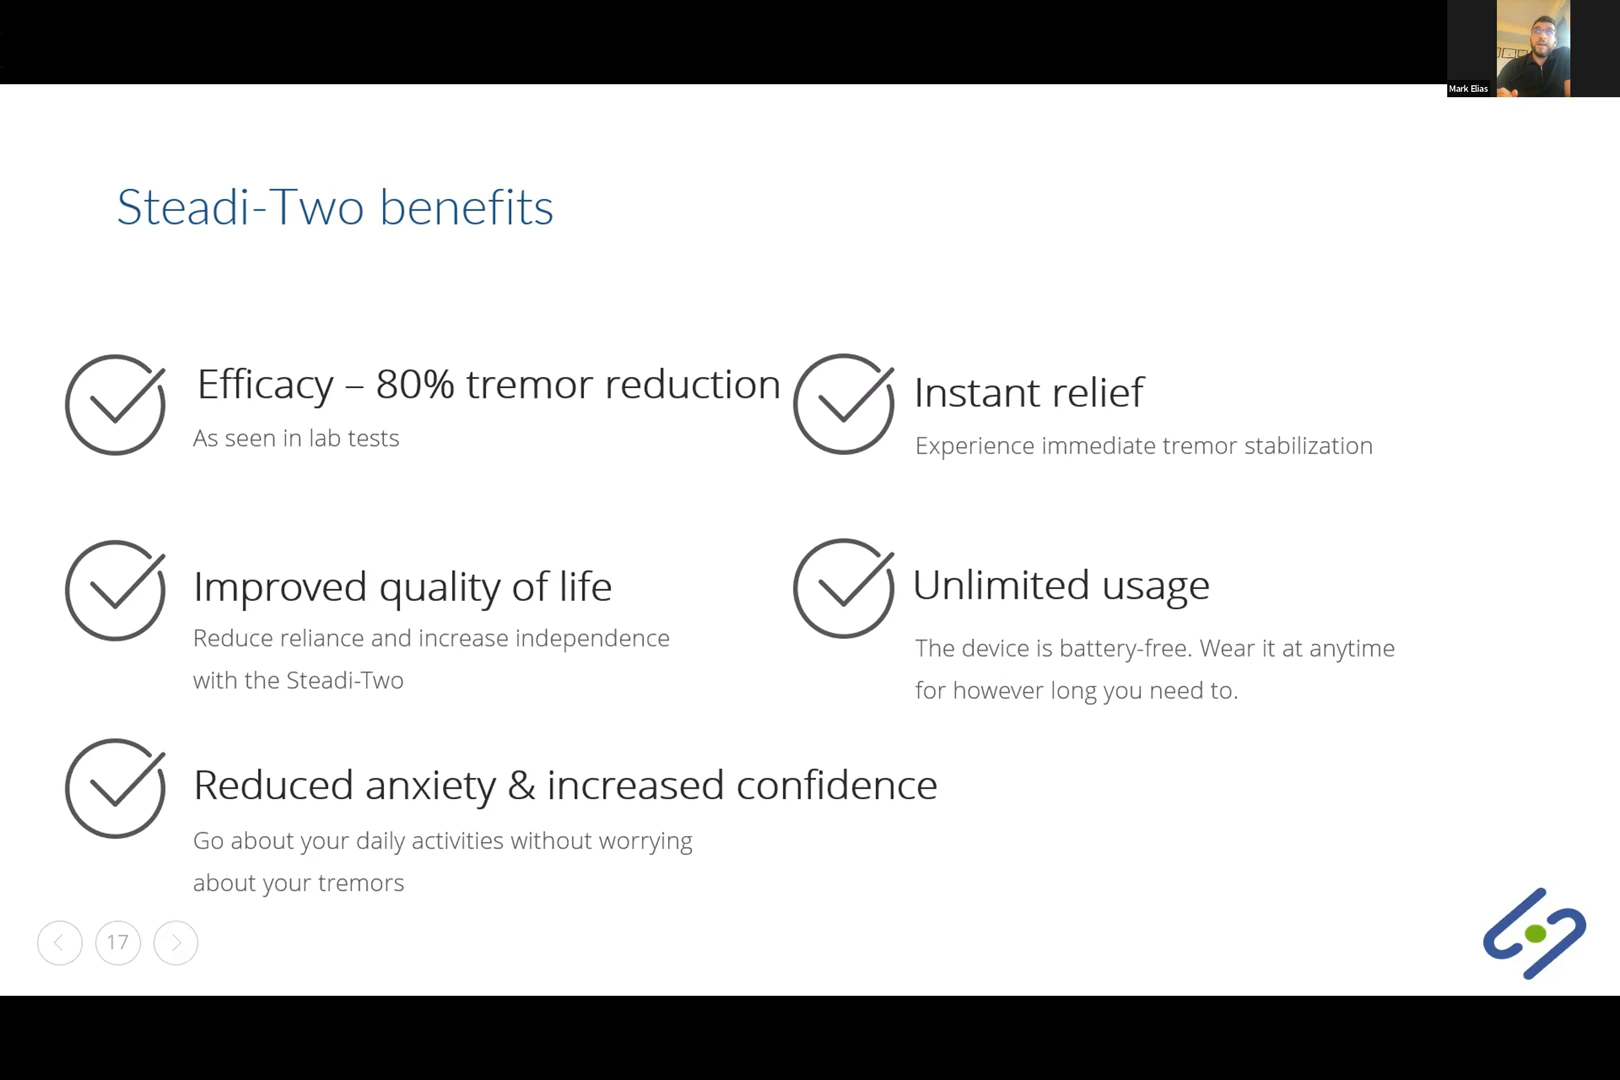 Mark Elias
Steadi-Two benefits
Efficacy – 80% tremor reduction
As seen in lab tests
Instant relief
Experience immediate tremor stabilization
Improved quality of life
Reduce reliance and increase independence
with the Steadi-Two
Unlimited usage
The device is battery-free. Wear it at anytime
for however long you need to.
Reduced anxiety & increased confidence
Go about your daily activities without worrying
about your tremors
17